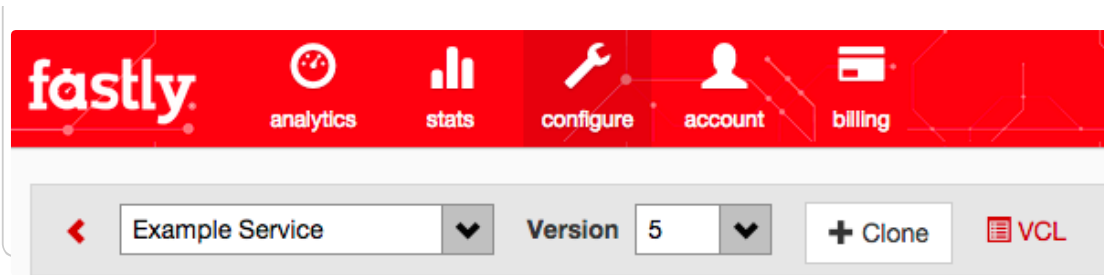 fastly.
analytics stats configure account billing
Example Service Version 5 + Clone VCL